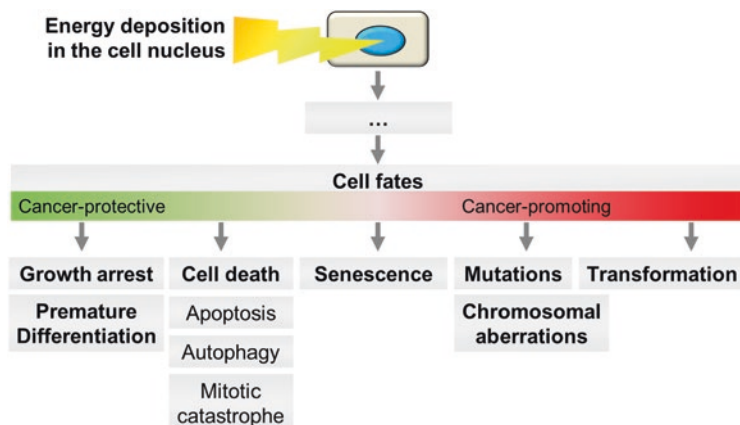 Energy deposition
in the cell nucleus
...
Cell fates
Cancer-protective
Cancer-promoting
Growth arrest
Premature
Differentiation
Cell death
Apoptosis
Autophagy
Mitotic
catastrophe
Senescence
Mutations
Chromosomal
aberrations
Transformation